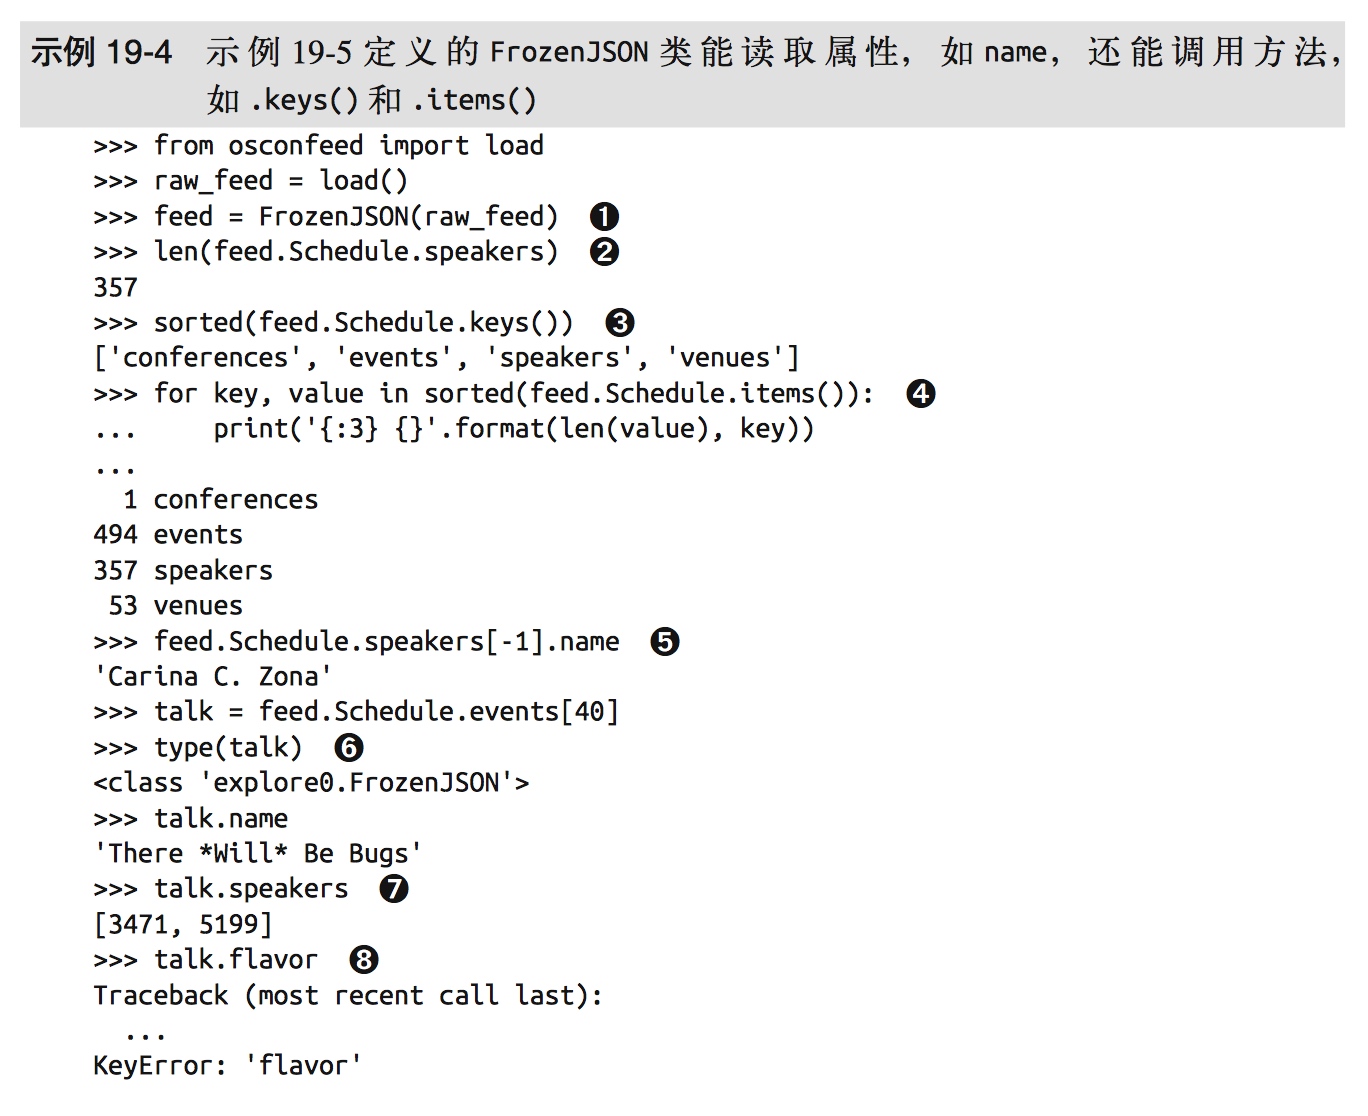 示例 19-4 示例 19-5 定义的 FrozenJSON 类能读取属性，如 name，还能调用方法，
如 .keys() 和 .items()
>>> from osconfeed import load
>>> raw_feed = load()
>>> feed = FrozenJSON(raw_feed) ❶
>>> len(feed.Schedule.speakers) ❷
357
>>> sorted(feed.Schedule.keys()) ❸
['conferences', 'events', 'speakers', 'venues']
>>> for key, value in sorted(feed.Schedule.items()): ❹
...     print('{:3} {}'.format(len(value), key))
...
  1 conferences
494 events
357 speakers
 53 venues
>>> feed.Schedule.speakers[-1].name ❺
'Carina C. Zona'
>>> talk = feed.Schedule.events[40]
>>> type(talk) ❻
<class 'explore0.FrozenJSON'>
>>> talk.name
'There *Will* Be Bugs'
>>> talk.speakers ❼
[3471, 5199]
>>> talk.flavor ❽
Traceback (most recent call last):
  ...
KeyError: 'flavor'